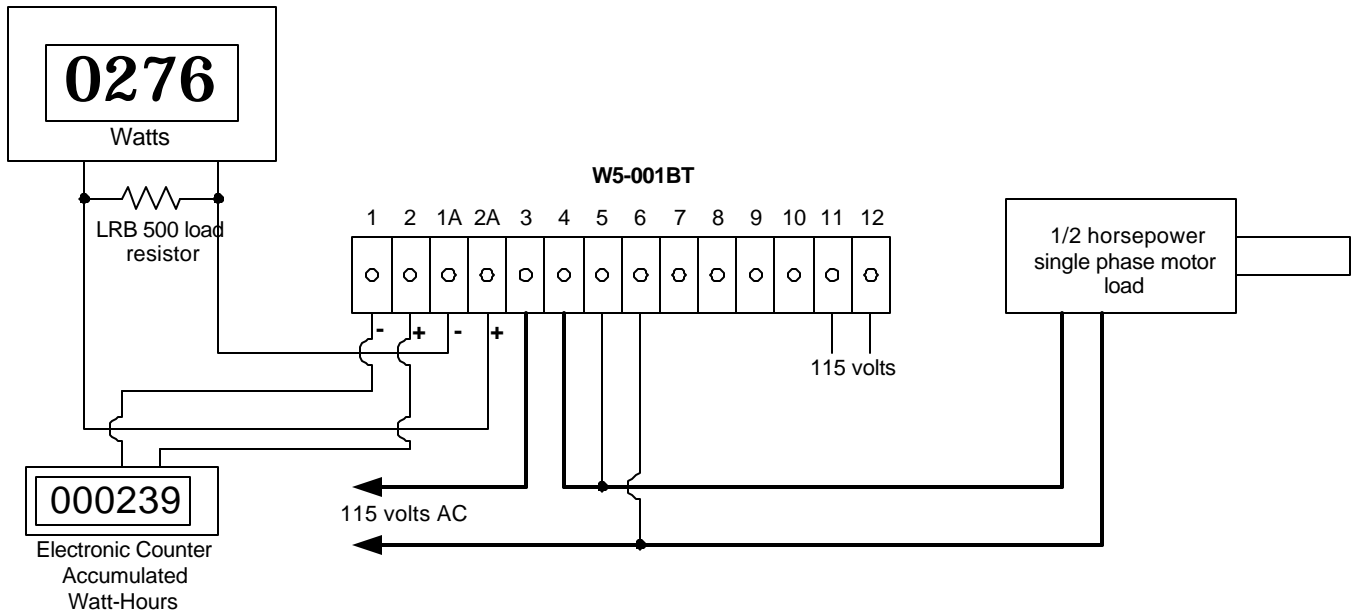 0276
Watts
LRB 500 load
resistor
W5-001BT
1 2 1A 2A 3 4 5 6 7 8 9 10 11 12
- + - +
115 volts
1/2 horsepower
single phase motor
load
115 volts AC
000239
Electronic Counter
Accumulated
Watt-Hours